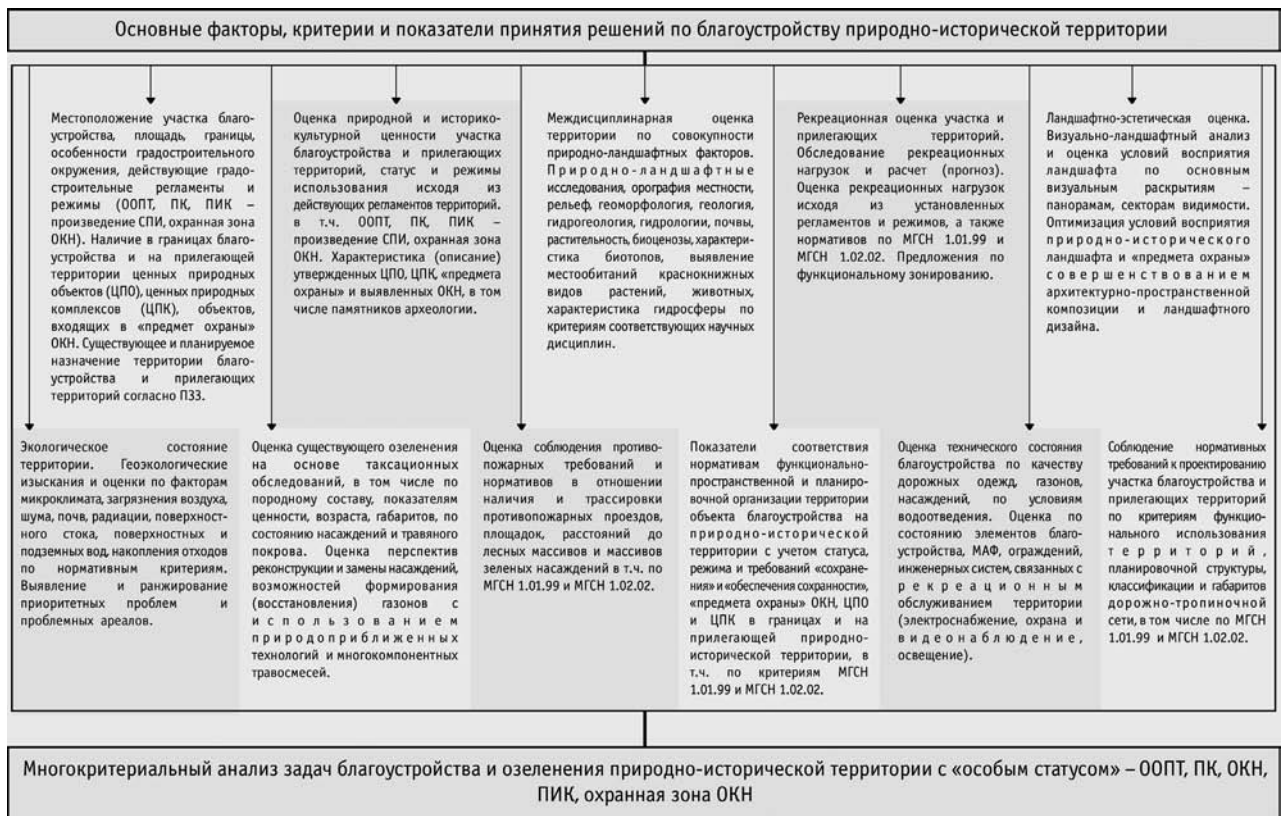 Основные факторы, критерии и показатели принятия решений по благоустройству природно-исторической территории
Местоположение участка благо-
устройства, площадь, границы,
особенности градостроительного
окружения, действующие градо-
строительные регламенты и
режимы (ООПТ, ПК, ПИК –
произведение СПИ, охранная зона
ОКН). Наличие в границах благо-
устройства и на прилегающей
территории ценных природных
объектов (ЦПО), ценных природных
комплексов (ЦПК), объектов,
входящих в «предмет охраны»
ОКН. Существующее и планируемое
назначение территории благо-
устройства и прилегающих
территорий согласно ПЗЗ.
Оценка природной и историко-
культурной ценности участка
благоустройства и прилегающих
территорий, статус и режимы
использования исходя из
действующих регламентов территорий.
в т.ч. ООПТ, ПК, ПИК –
произведение СПИ, охранная зона
ОКН. Характеристика (описание)
утвержденных ЦПО, ЦПК, «предмета
охраны» и выявленных ОКН, в том
числе памятников археологии.
Междисциплинарная оценка
территории по совокупности
природно-ландшафтных факторов.
Природно-ландшафтные
исследования, орография местности,
рельеф, геоморфология, геология,
гидрогеология, гидрологии, почвы,
растительность, биоценозы, характери-
стика биотопов, выявление
местообитаний краснокнижных
видов растений, животных,
характеристика гидросферы по
критериям соответствующих научных
дисциплин.
Рекреационная оценка участка и
прилегающих территорий.
Обследование рекреационных
нагрузок и расчет (прогноз).
Оценка рекреационных нагрузок
исходя из установленных
регламентов и режимов, а также
нормативов по МГСН 1.01.99 и
МГСН 1.02.02. Предложения по
функциональному зонированию.
Ландшафтно-эстетическая оценка.
Визуально-ландшафтный анализ
и оценка условий восприятия
ландшафта по основным
визуальным раскрытиям –
панорамам, секторам видимости.
Оптимизация условий восприятия
природно-исторического
ландшафта и «предмета охраны»
совершенствованием
архитектурно-пространственной
композиции и ландшафтного
дизайна.
Экологическое состояние
территории. Геоэкологические
изыскания и оценки по факторам
микроклимата, загрязнения воздуха,
шума, почв, радиации, поверхност-
ного стока, поверхностных и
подземных вод, накопления отходов
по нормативным критериям.
Выявление и ранжирование
приоритетных проблем и
проблемных ареалов.
Оценка существующего озеленения
на основе таксационных
обследований, в том числе по
породному составу, показателям
ценности, возраста, габаритов, по
состоянию насаждений и травяного
покрова. Оценка перспектив
реконструкции и замены насаждений,
возможностей формирования
(восстановления) газонов с
использованием
природоприближенных
технологий и многокомпонентных
травосмесей.
Оценка соблюдения противо-
пожарных требований и
нормативов в отношении
наличия и трассировки
противопожарных проездов,
площадок, расстояний до
лесных массивов и массивов
зеленых насаждений в т.ч. по
МГСН 1.01.99 и МГСН 1.02.02.
Показатели соответствия
нормативам функционально-
пространственной и планиро-
вочной организации территории
объекта благоустройства на
природно-исторической
территории с учетом статуса,
режима и требований «сохране-
ния» и «обеспечения сохранности»,
«предмета охраны» ОКН, ЦПО
и ЦПК в границах и на
прилегающей природно-
исторической территории, в
т.ч. по критериям МГСН
1.01.99 и МГСН 1.02.02.
Оценка технического состояния
благоустройства по качеству
дорожных одежд, газонов,
насаждений, по условиям
водоотведения. Оценка по
состоянию элементов благо-
устройства, МАФ, ограждений,
инженерных систем, связанных с
рекреационным
обслуживанием территории
(электроснабжение, охрана и
видеонаблюдение,
освещение).
Соблюдение нормативных
требований к проектированию
участка благоустройства и
прилегающих территорий
по критериям функцио-
нального использования
территорий,
планировочной структуры,
классификации и габаритов
дорожно-тропиночной
сети, в том числе по МГСН
1.01.99 и МГСН 1.02.02.
Многокритериальный анализ задач благоустройства и озеленения природно-исторической территории с «особым статусом» – ООПТ, ПК, ОКН,
ПИК, охранная зона ОКН